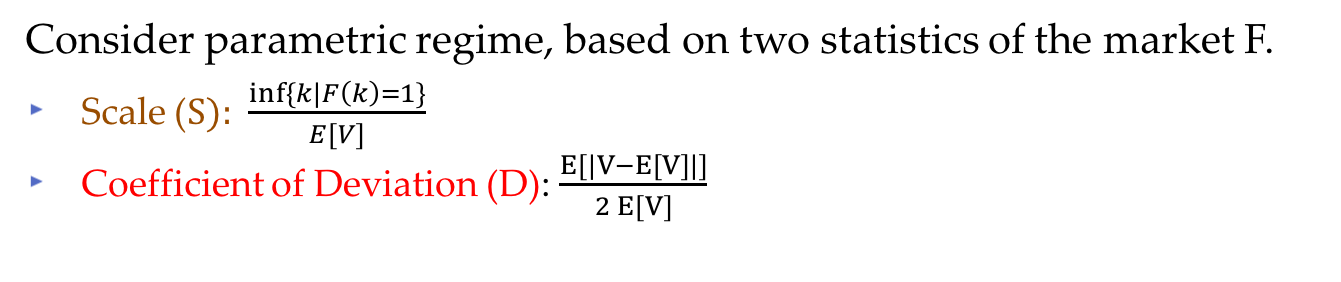 Consider parametric regime, based on two statistics of the market F.
▸ Scale (S): inf{k|F(k)=1} / E[V]
▸ Coefficient of Deviation (D): E[|V−E[V]|] / 2 E[V]